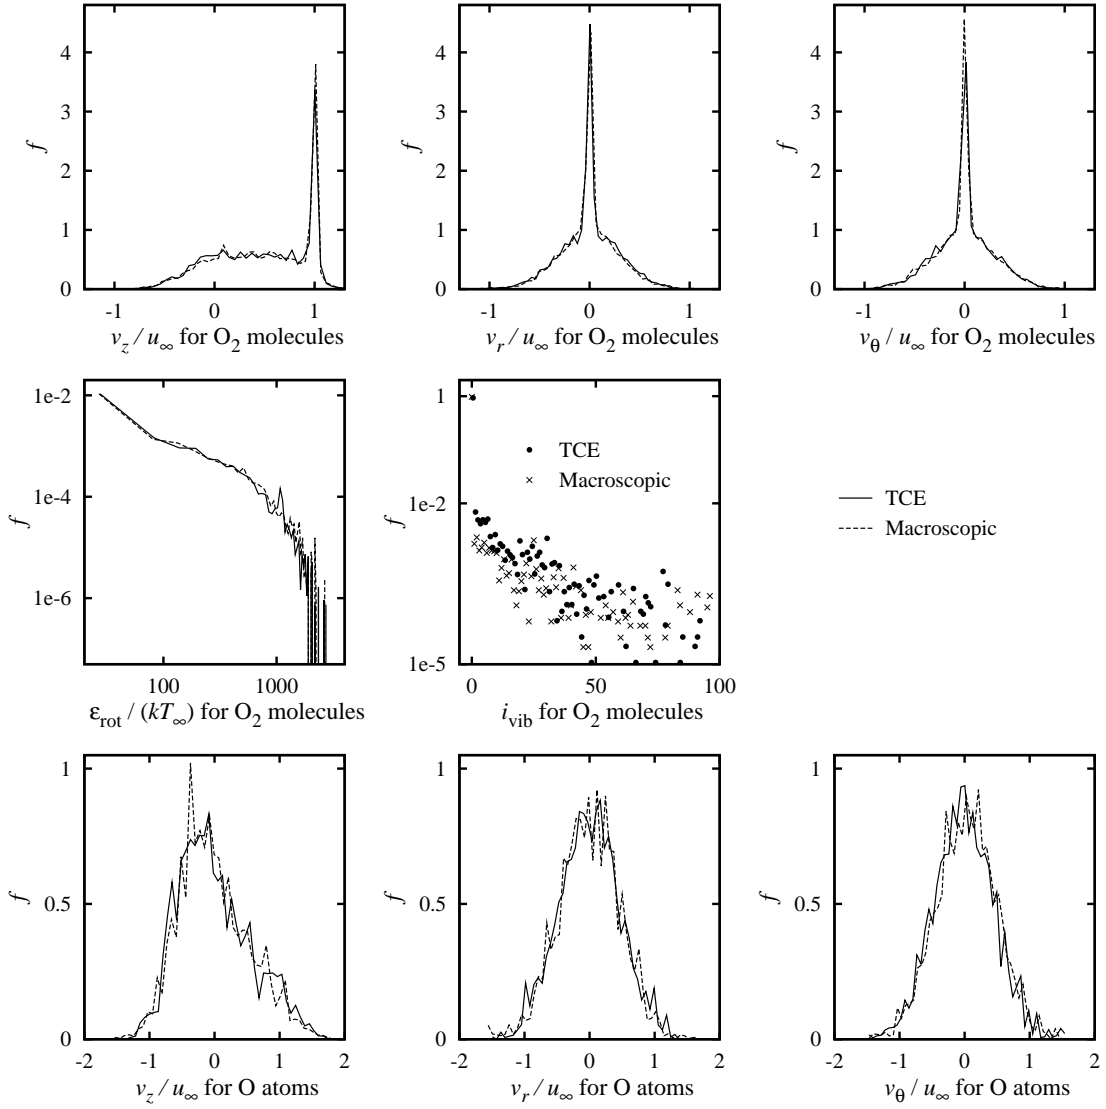 4
3
2
1
0
f
-1 0 1
v_z / u_∞ for O_2 molecules
4
3
2
1
0
f
-1 0 1
v_r / u_∞ for O_2 molecules
4
3
2
1
0
f
-1 0 1
v_θ / u_∞ for O_2 molecules
1e-2
1e-4
1e-6
f
100 1000
ε_rot / (kT_∞) for O_2 molecules
1
1e-2
1e-5
f
TCE
Macroscopic
0 50 100
i_vib for O_2 molecules
TCE
Macroscopic
1
0.5
0
f
-2 -1 0 1 2
v_z / u_∞ for O atoms
1
0.5
0
f
-2 -1 0 1 2
v_r / u_∞ for O atoms
1
0.5
0
f
-2 -1 0 1 2
v_θ / u_∞ for O atoms